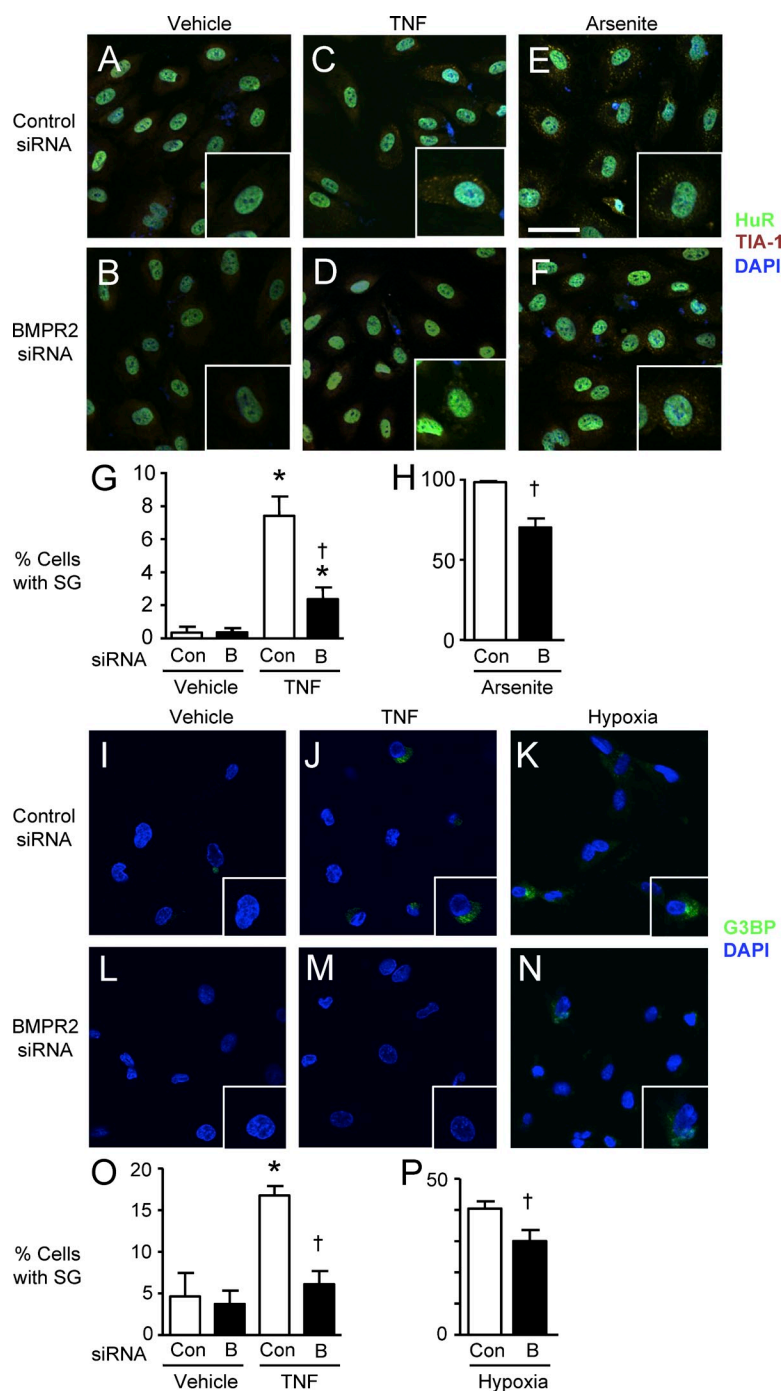 Vehicle TNF Arsenite
A C E
Control
siRNA
HuR
TIA-1
DAPI
B D F
BMPR2
siRNA
G H
10
8
6
4
2
0
% Cells
with SG
* † *
100
50
0
†
siRNA Con B Con B
Vehicle TNF
Con B
Arsenite
Vehicle TNF Hypoxia
I J K
Control
siRNA
G3BP
DAPI
L M N
BMPR2
siRNA
O P
20
15
10
5
0
% Cells
with SG
* †
50
0
†
siRNA Con B Con B
Vehicle TNF
Con B
Hypoxia